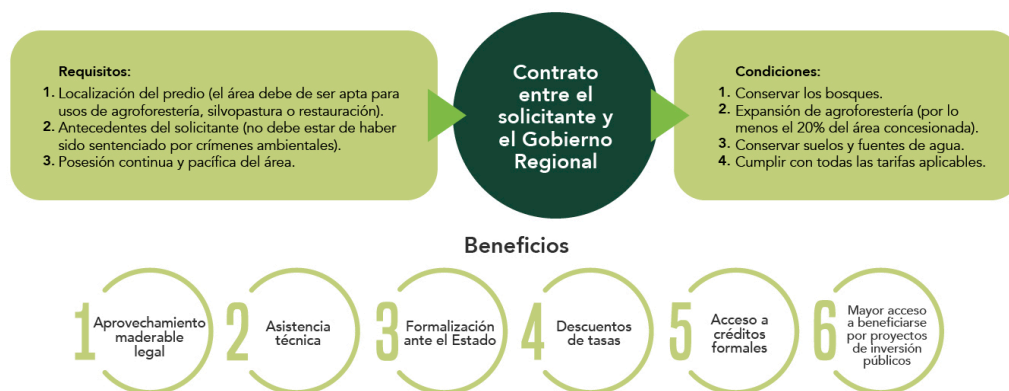 Requisitos:
1. Localización del predio (el área debe de ser apta para
usos de agroforestería, silvopastura o restauración).
2. Antecedentes del solicitante (no debe estar de haber
sido sentenciado por crímenes ambientales).
3. Posesión continua y pacífica del área.
Contrato
entre el
solicitante y
el Gobierno
Regional
Condiciones:
1. Conservar los bosques.
2. Expansión de agroforestería (por lo
menos el 20% del área concesionada).
3. Conservar suelos y fuentes de agua.
4. Cumplir con todas las tarifas aplicables.
Beneficios
1
Aprovechamiento
maderable
legal
2
Asistencia
técnica
3
Formalización
ante el Estado
4
Descuentos
de tasas
5
Acceso a
créditos
formales
6
Mayor acceso
a beneficiarse
por proyectos
de inversión
públicos